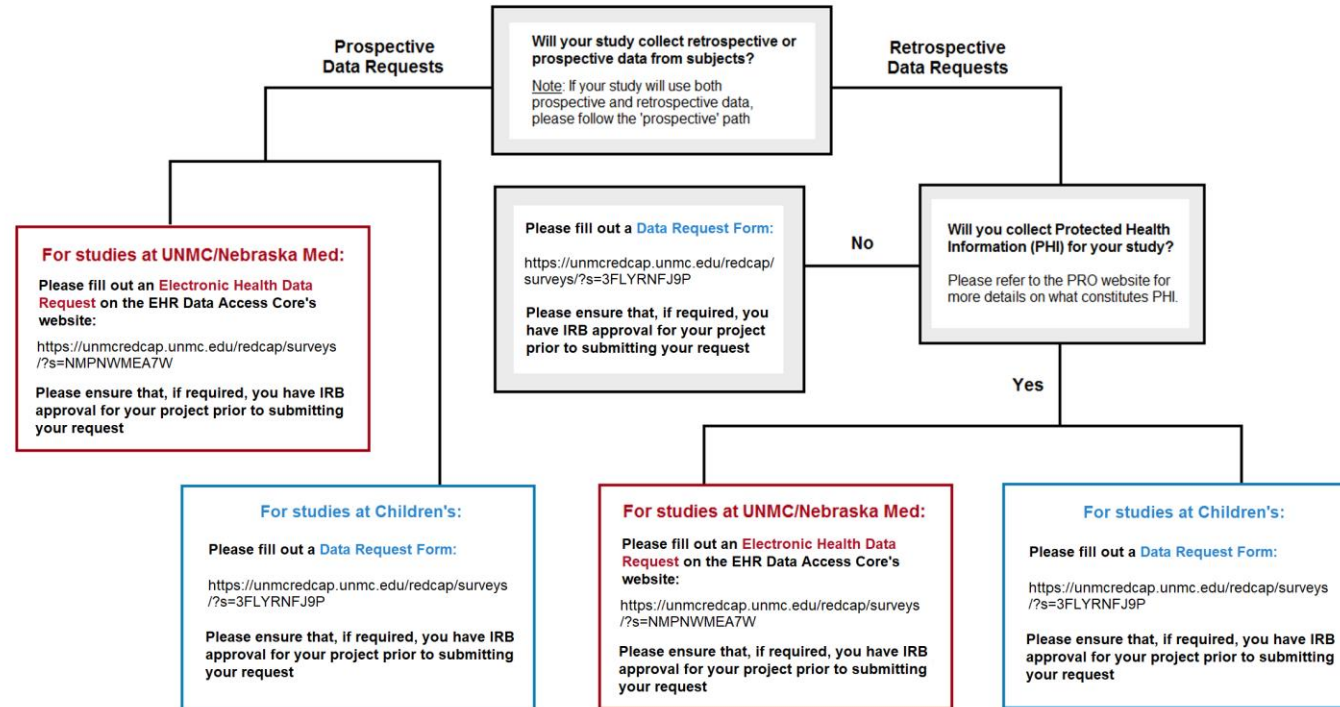 Prospective
Data Requests
Will your study collect retrospective or
prospective data from subjects?
Note: If your study will use both
prospective and retrospective data,
please follow the 'prospective' path
Retrospective
Data Requests
For studies at UNMC/Nebraska Med:
Please fill out an Electronic Health Data
Request on the EHR Data Access Core's
website:
https://unmcredcap.unmc.edu/redcap/surveys
/?s=NMPNWMEA7W
Please ensure that, if required, you have IRB
approval for your project prior to submitting
your request
Please fill out a Data Request Form:
https://unmcredcap.unmc.edu/redcap/
surveys/?s=3FLYRNFJ9P
Please ensure that, if required, you
have IRB approval for your project
prior to submitting your request
No
Will you collect Protected Health
Information (PHI) for your study?
Please refer to the PRO website for
more details on what constitutes PHI.
Yes
For studies at Children's:
Please fill out a Data Request Form:
https://unmcredcap.unmc.edu/redcap/surveys
/?s=3FLYRNFJ9P
Please ensure that, if required, you have IRB
approval for your project prior to submitting
your request
For studies at UNMC/Nebraska Med:
Please fill out an Electronic Health Data
Request on the EHR Data Access Core's
website:
https://unmcredcap.unmc.edu/redcap/surveys
/?s=NMPNWMEA7W
Please ensure that, if required, you have IRB
approval for your project prior to submitting
your request
For studies at Children's:
Please fill out a Data Request Form:
https://unmcredcap.unmc.edu/redcap/surveys
/?s=3FLYRNFJ9P
Please ensure that, if required, you have IRB
approval for your project prior to submitting
your request